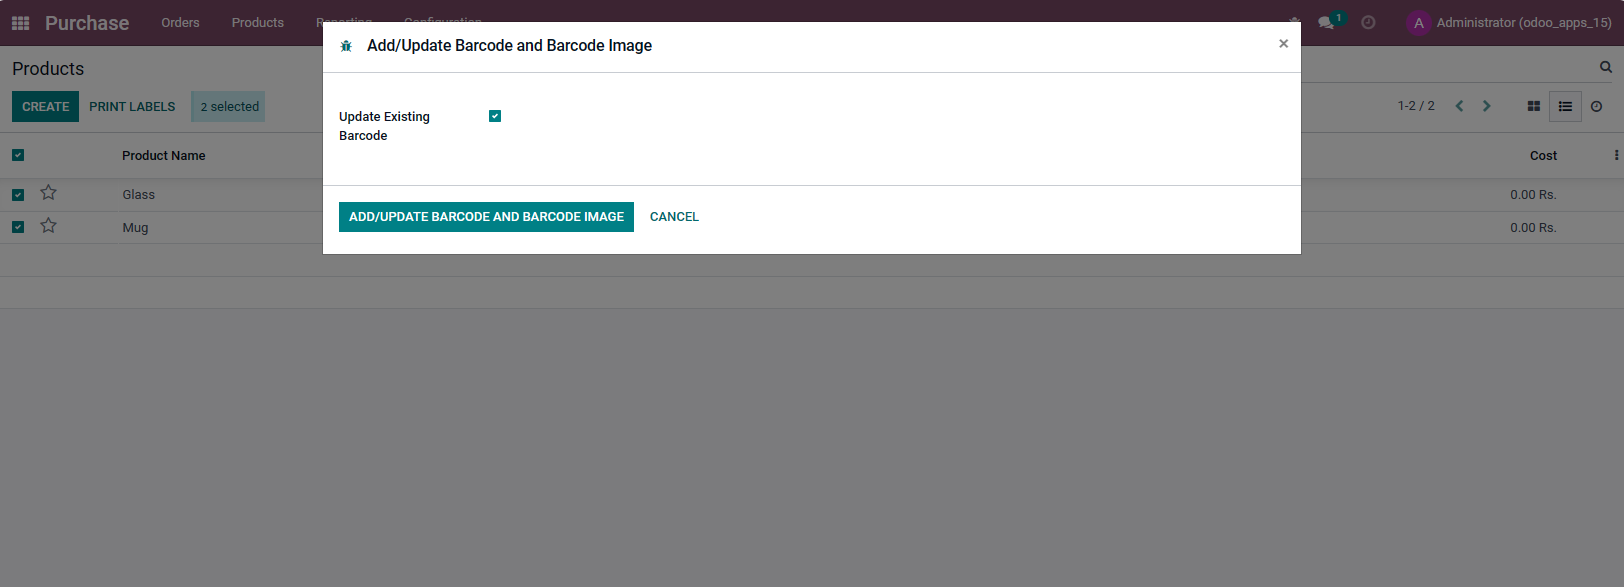 Purchase Orders Products Reporting Configuration 1 A Administrator (odoo_apps_15)
Add/Update Barcode and Barcode Image ×
Products
CREATE PRINT LABELS 2 selected 1-2 / 2
Update Existing
Barcode
Product Name Cost
Glass 0.00 Rs.
Mug 0.00 Rs.
ADD/UPDATE BARCODE AND BARCODE IMAGE CANCEL